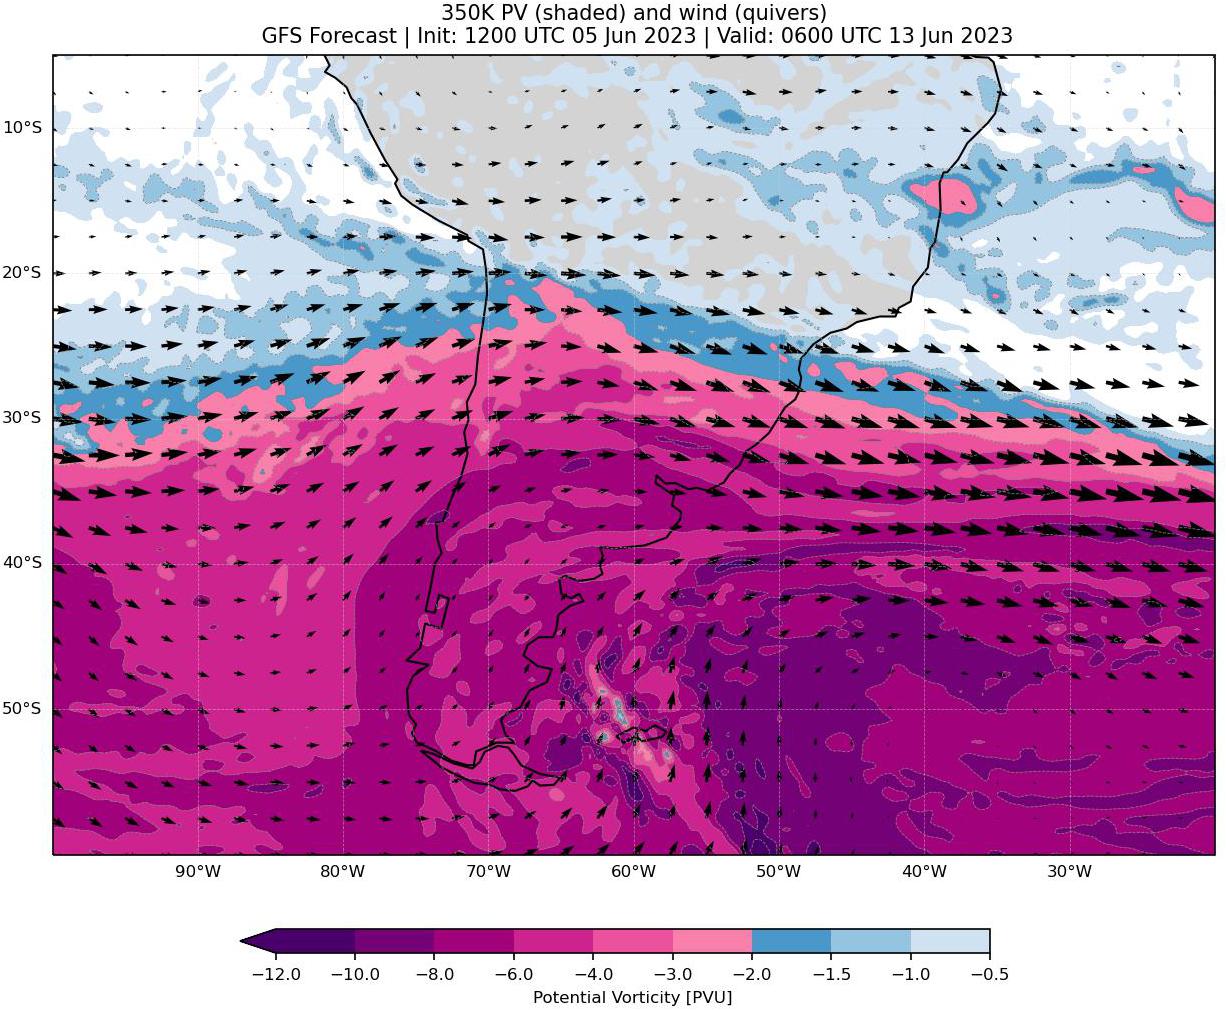 350K PV (shaded) and wind (quivers)
GFS Forecast | Init: 1200 UTC 05 Jun 2023 | Valid: 0600 UTC 13 Jun 2023
10°S
20°S
30°S
40°S
50°S
90°W 80°W 70°W 60°W 50°W 40°W 30°W
−12.0 −10.0 −8.0 −6.0 −4.0 −3.0 −2.0 −1.5 −1.0 −0.5
Potential Vorticity [PVU]